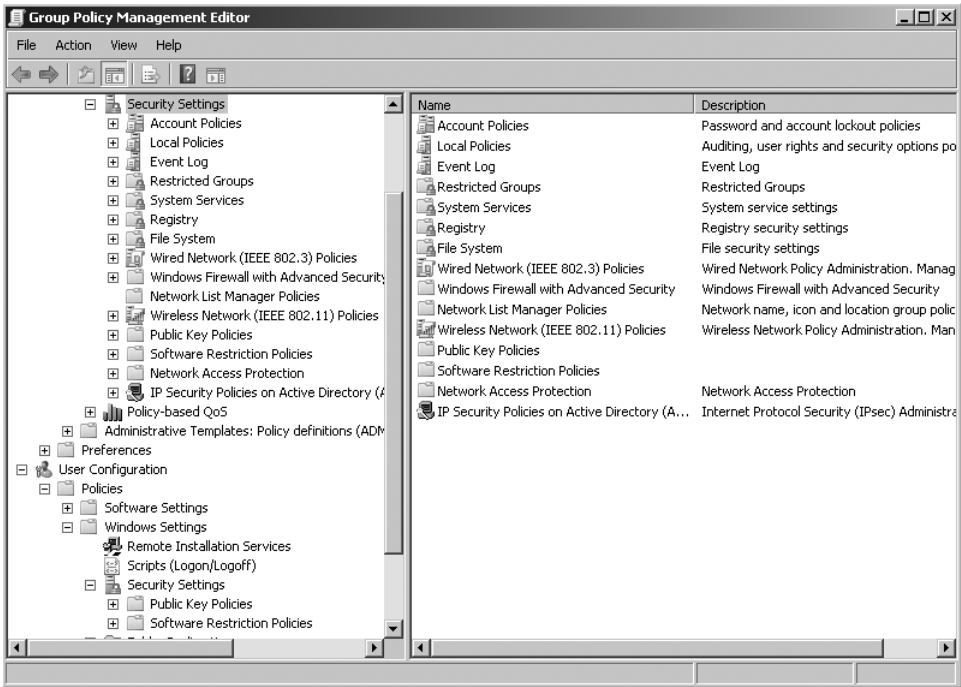 Group Policy Management Editor
File Action View Help
Security Settings
Account Policies
Local Policies
Event Log
Restricted Groups
System Services
Registry
File System
Wired Network (IEEE 802.3) Policies
Windows Firewall with Advanced Security
Network List Manager Policies
Wireless Network (IEEE 802.11) Policies
Public Key Policies
Software Restriction Policies
Network Access Protection
IP Security Policies on Active Directory (A
Policy-based QoS
Administrative Templates: Policy definitions (ADM
Preferences
User Configuration
Policies
Software Settings
Windows Settings
Remote Installation Services
Scripts (Logon/Logoff)
Security Settings
Public Key Policies
Software Restriction Policies
Name Description
Account Policies Password and account lockout policies
Local Policies Auditing, user rights and security options po
Event Log Event Log
Restricted Groups Restricted Groups
System Services System service settings
Registry Registry security settings
File System File security settings
Wired Network (IEEE 802.3) Policies Wired Network Policy Administration. Manag
Windows Firewall with Advanced Security Windows Firewall with Advanced Security
Network List Manager Policies Network name, icon and location group polic
Wireless Network (IEEE 802.11) Policies Wireless Network Policy Administration. Man
Public Key Policies
Software Restriction Policies
Network Access Protection Network Access Protection
IP Security Policies on Active Directory (A... Internet Protocol Security (IPsec) Administra